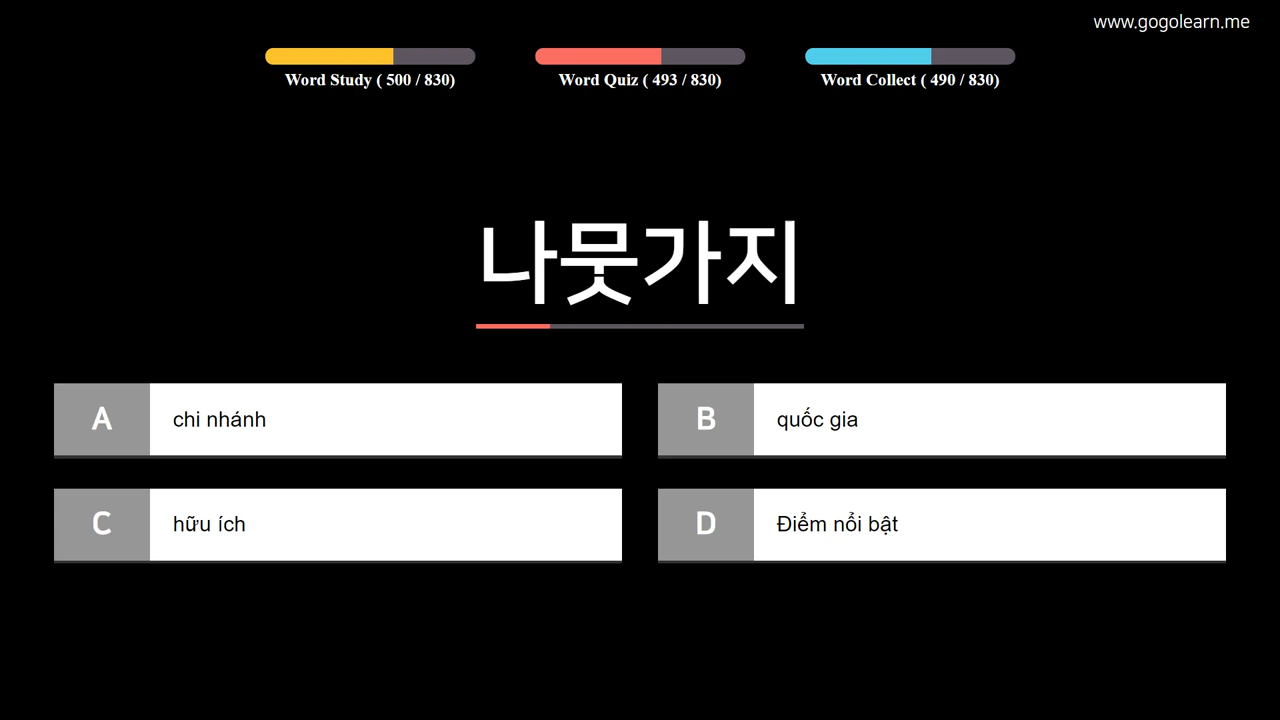 www.gogolearn.me
Word Study ( 500 / 830)
Word Quiz ( 493 / 830)
Word Collect ( 490 / 830)
나뭇가지
A chi nhánh
B quốc gia
C hữu ích
D Điểm nổi bật